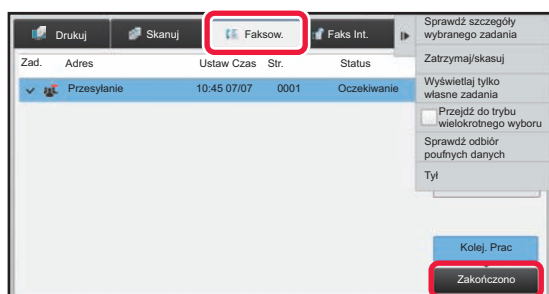 Drukuj
Skanuj
Faksow.
Faks Int.
Zad. Adres Ustaw Czas Str. Status
Przesyłanie 10:45 07/07 0001 Oczekiwanie
Sprawdź szczegóły
wybranego zadania
Zatrzymaj/skasuj
Wyświetlaj tylko
własne zadania
Przejdź do trybu
wielokrotnego wyboru
Sprawdź odbiór
poufnych danych
Tył
Kolej. Prac
Zakończono